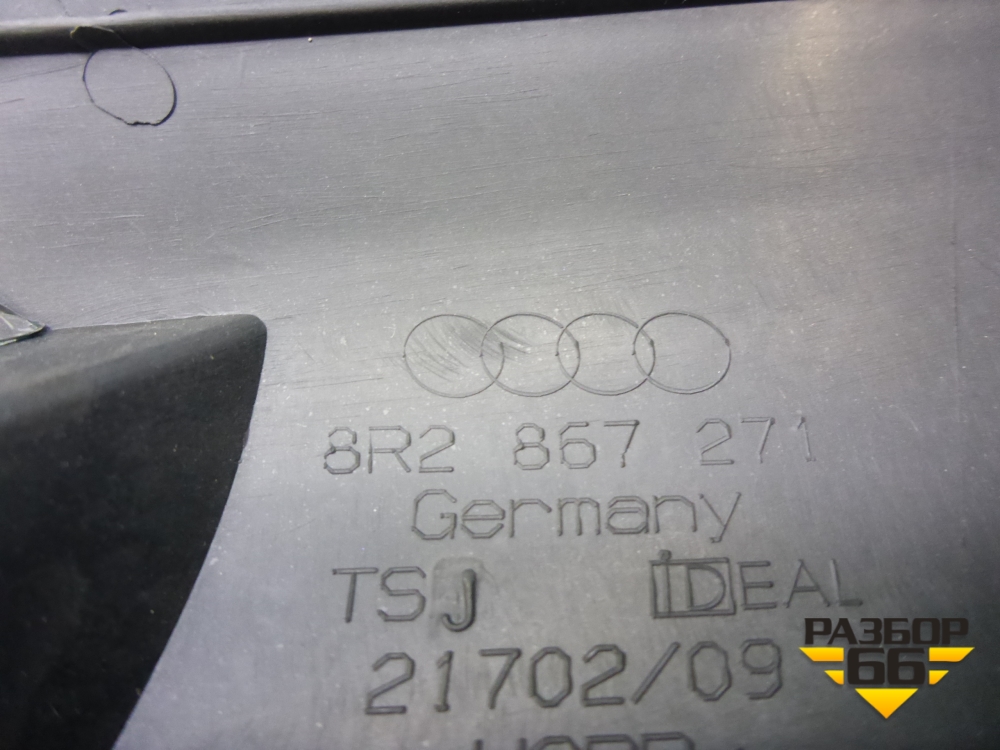 8R2 867 271
Germany
TSJ IDEAL
21702/09
РАЗБОР
66